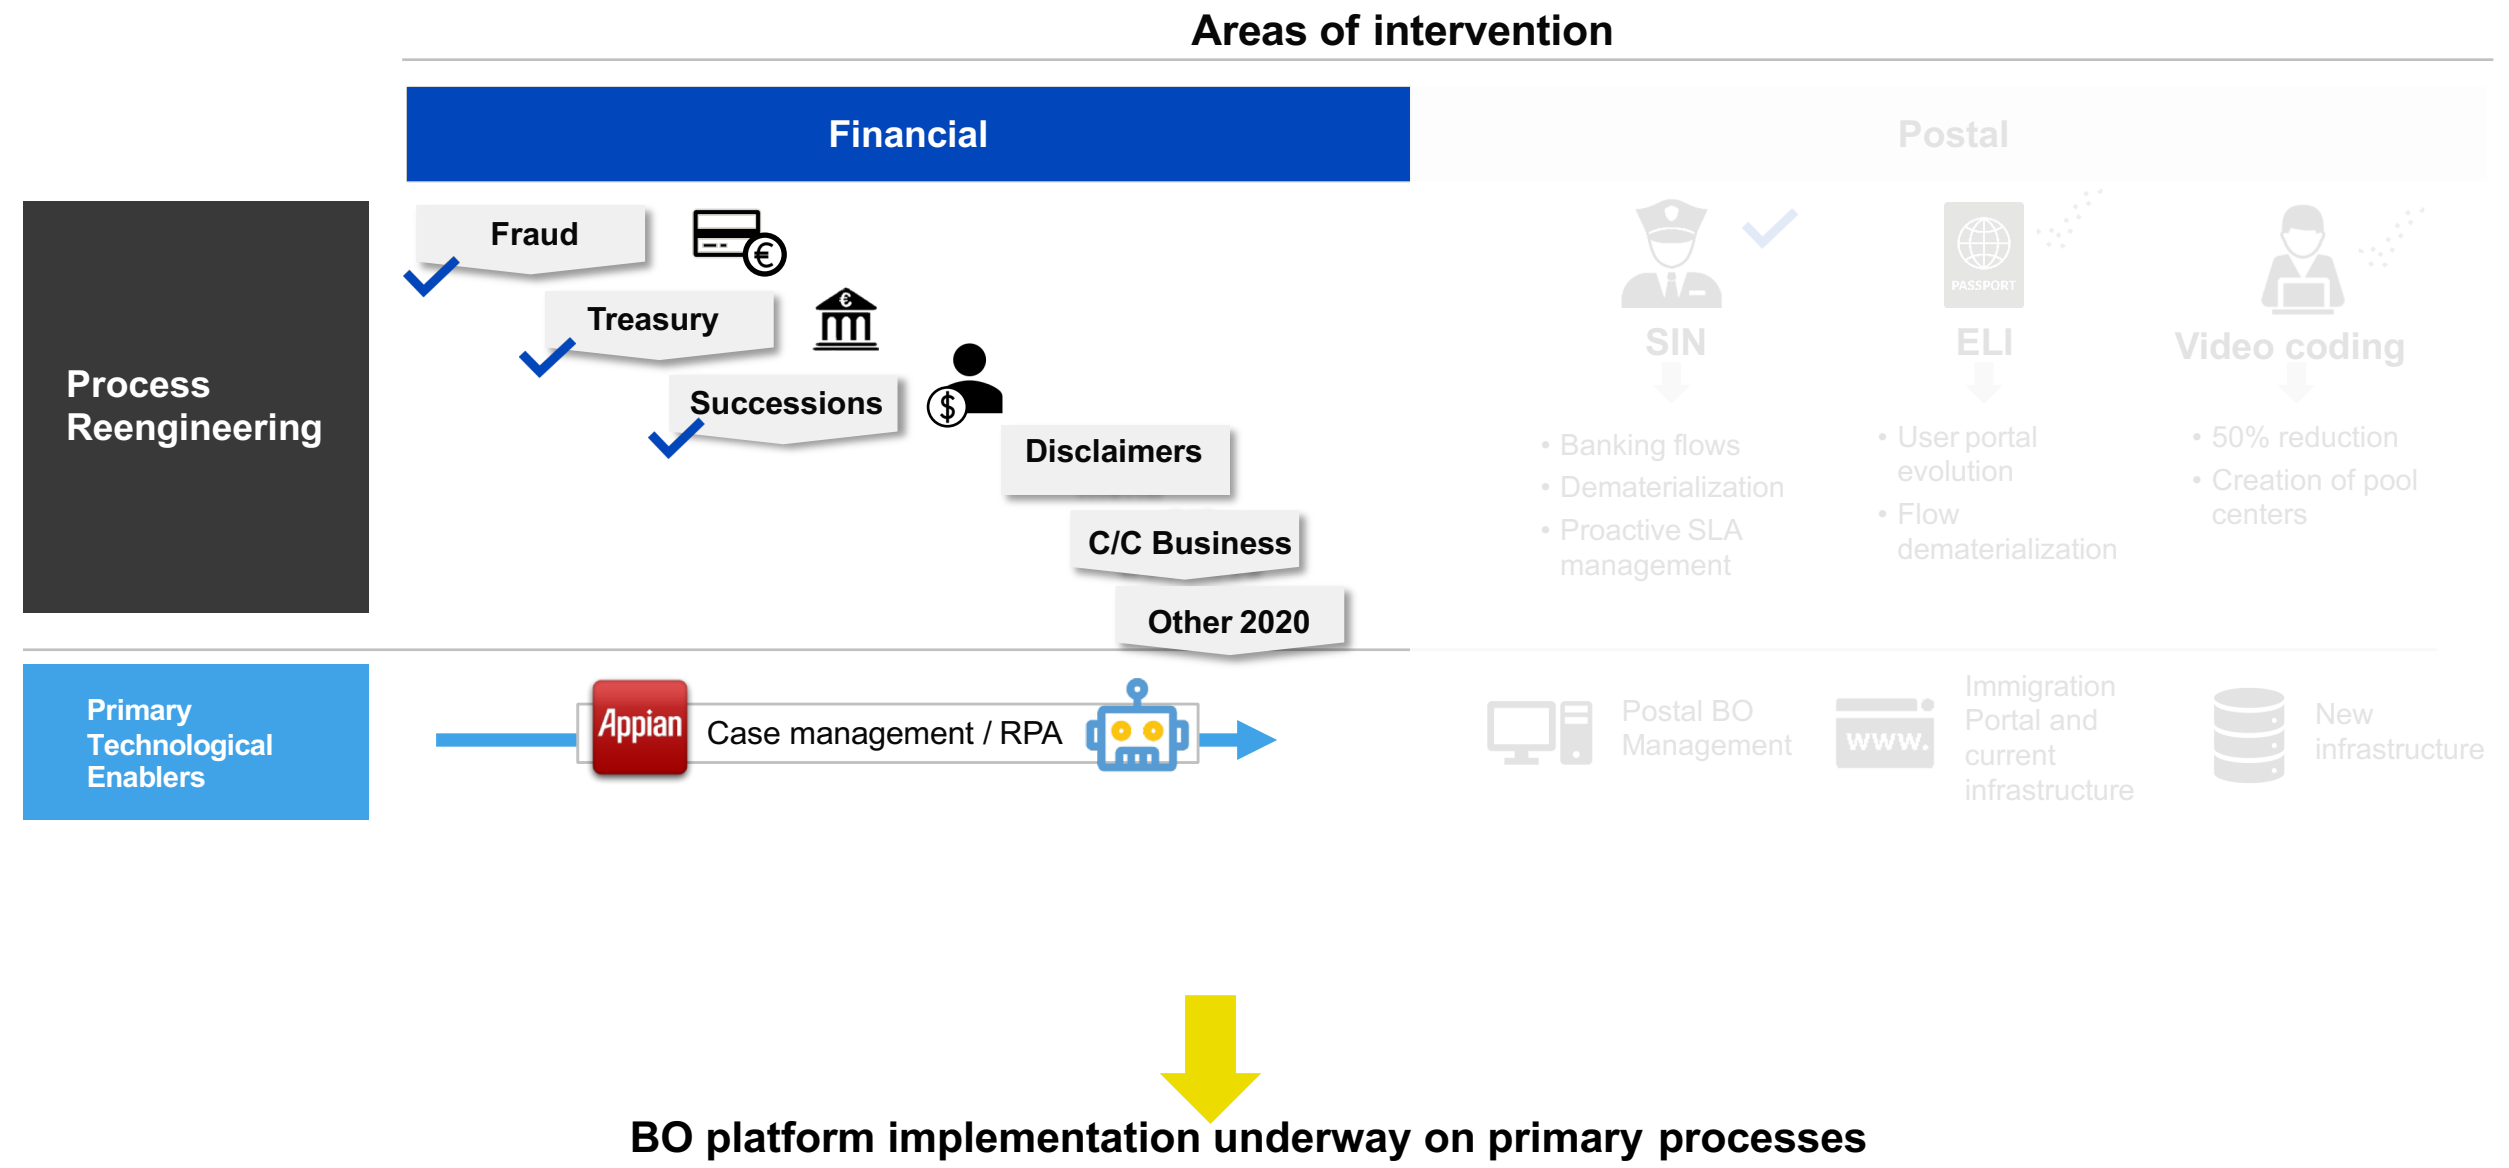 Areas of intervention
Financial
Postal
Process
Reengineering
Fraud
Treasury
Successions
Disclaimers
C/C Business
Other 2020
PASSPORT
SIN
ELI
Video coding
• Banking flows
• Dematerialization
• Proactive SLA
management
• User portal
evolution
• Flow
dematerialization
• 50% reduction
• Creation of pool
centers
Primary
Technological
Enablers
Appian
Case management / RPA
Postal BO
Management
www.
Immigration
Portal and
current
infrastructure
New
infrastructure
BO platform implementation underway on primary processes